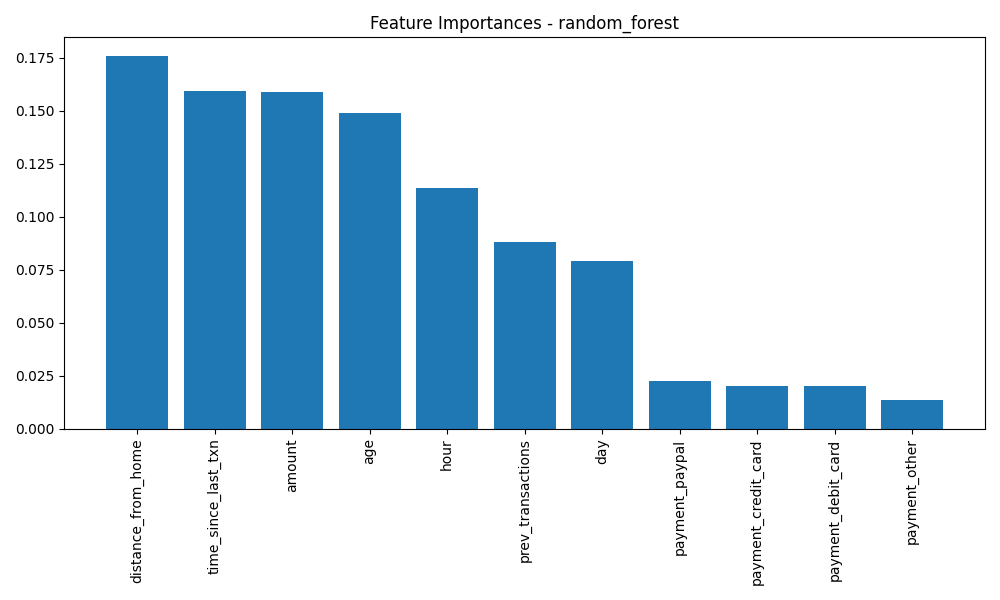 Feature Importances - random_forest
0.175
0.150
0.125
0.100
0.075
0.050
0.025
0.000
distance_from_home
time_since_last_txn
amount
age
hour
prev_transactions
day
payment_paypal
payment_credit_card
payment_debit_card
payment_other